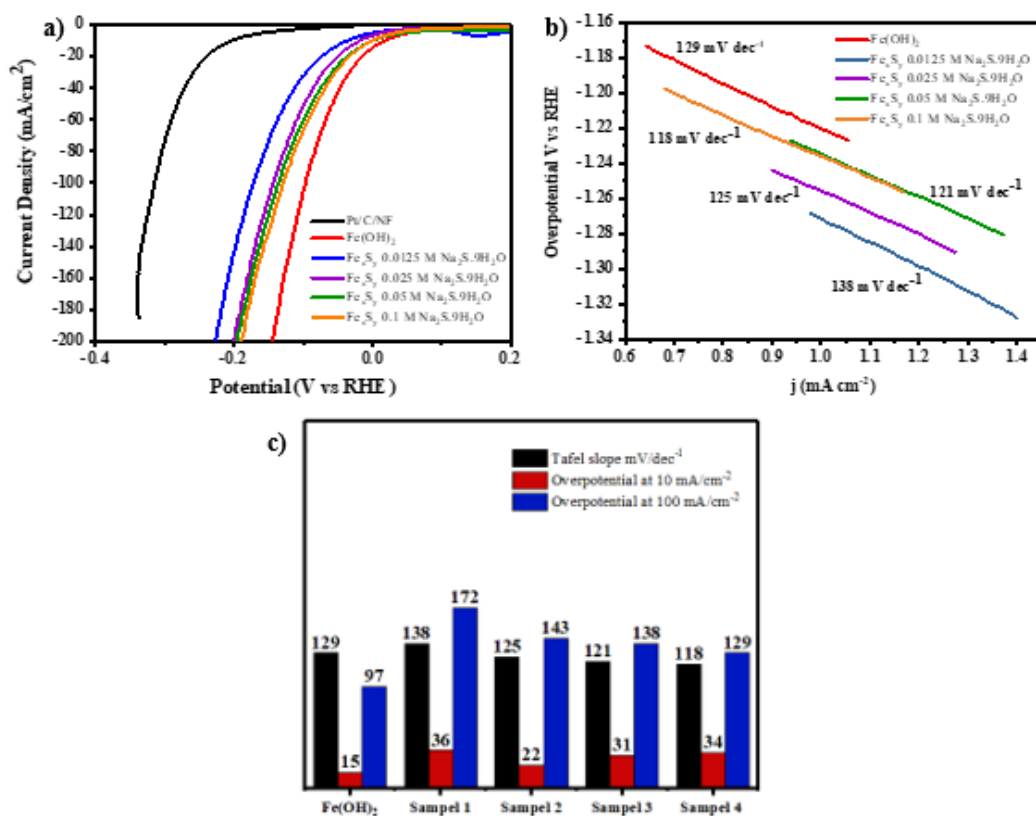 a)
Current Density (mA/cm²)
0
-20
-40
-60
-80
-100
-120
-140
-160
-180
-200
-0.4
-0.2
0.0
0.2
Potential (V vs RHE )
Pt/C/NF
Fe(OH)₂
FeₓSᵧ 0.0125 M Na₂S.9H₂O
FeₓSᵧ 0.025 M Na₂S.9H₂O
FeₓSᵧ 0.05 M Na₂S.9H₂O
FeₓSᵧ 0.1 M Na₂S.9H₂O
b)
Overpotential V vs RHE
-1.16
-1.18
-1.20
-1.22
-1.24
-1.26
-1.28
-1.30
-1.32
-1.34
0.6
0.7
0.8
0.9
1.0
1.1
1.2
1.3
1.4
j (mA cm⁻²)
Fe(OH)₂
FeₓSᵧ 0.0125 M Na₂S.9H₂O
FeₓSᵧ 0.025 M Na₂S.9H₂O
FeₓSᵧ 0.05 M Na₂S.9H₂O
FeₓSᵧ 0.1 M Na₂S.9H₂O
129 mV dec⁻¹
118 mV dec⁻¹
125 mV dec⁻¹
121 mV dec⁻¹
138 mV dec⁻¹
c)
Tafel slope mV/dec⁻¹
Overpotential at 10 mA/cm⁻²
Overpotential at 100 mA/cm⁻²
129
15
97
138
36
172
125
22
143
121
31
138
118
34
129
Fe(OH)₂
Sampel 1
Sampel 2
Sampel 3
Sampel 4